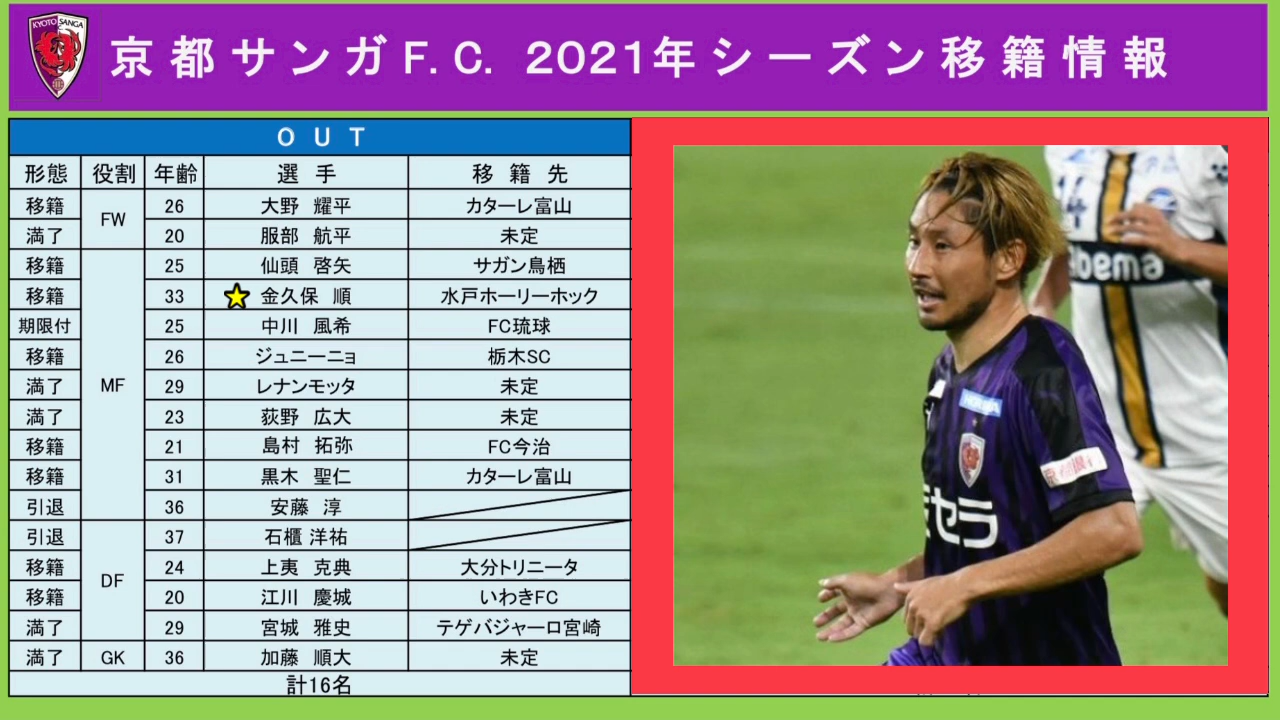 KYOTO SANGA
京都サンガF.C. 2021年シーズン移籍情報
OUT
形態 役割 年齢 選手 移籍先
移籍 FW 26 大野 耀平 カターレ富山
満了 20 服部 航平 未定
移籍 MF 25 仙頭 啓矢 サガン鳥栖
移籍 33 金久保 順 水戸ホーリーホック
期限付 25 中川 風希 FC琉球
移籍 26 ジュニーニョ 栃木SC
満了 29 レナンモッタ 未定
満了 23 荻野 広大 未定
移籍 21 島村 拓弥 FC今治
移籍 31 黒木 聖仁 カターレ富山
引退 36 安藤 淳
引退 DF 37 石櫃 洋祐
移籍 24 上夷 克典 大分トリニータ
移籍 20 江川 慶城 いわきFC
満了 29 宮城 雅史 テゲバジャーロ宮崎
満了 GK 36 加藤 順大 未定
計16名
14
bema
セラ